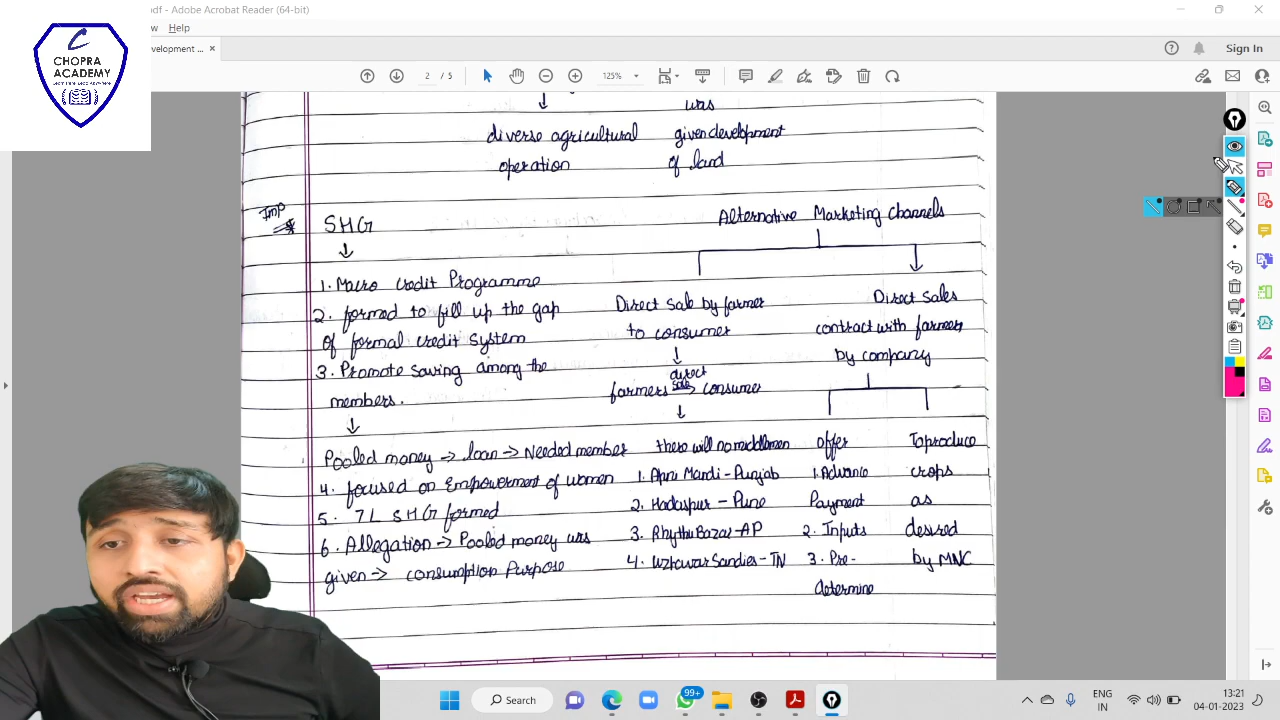 .pdf - Adobe Acrobat Reader (64-bit)
w Help
CHOPRA
ACADEMY
evelopment ... ×
Sign In
2 / 5
125%
was
diverse agricultural
operation
given development
of land
Imp
SHG
1. Macro credit Programme
2. formed to fill up the gap
of formal credit system
3. Promote saving among the
members.
Pooled money → loan → Needed member
4. focused on Empowerment of women
5. 7L SHG formed
6. Allegation → Pooled money was
given → consumption Purpose
Alternative Marketing channels
Direct sale by farmer
to consumer
direct
farmers sale → consumer
there will no middlemen
1. Apni Mandi - Punjab
2. Hadaspur - Pune
3. Rhythu Bazar - AP
4. Uzhavar Sandies - TN
Direct sales
contract with farmers
by company
offer
1. Advance
Payment
2. Inputs
3. Pre-
determine
To produce
crops
as
desired
by MNC
Search
99+
ENG
IN
13:21
04-01-2023